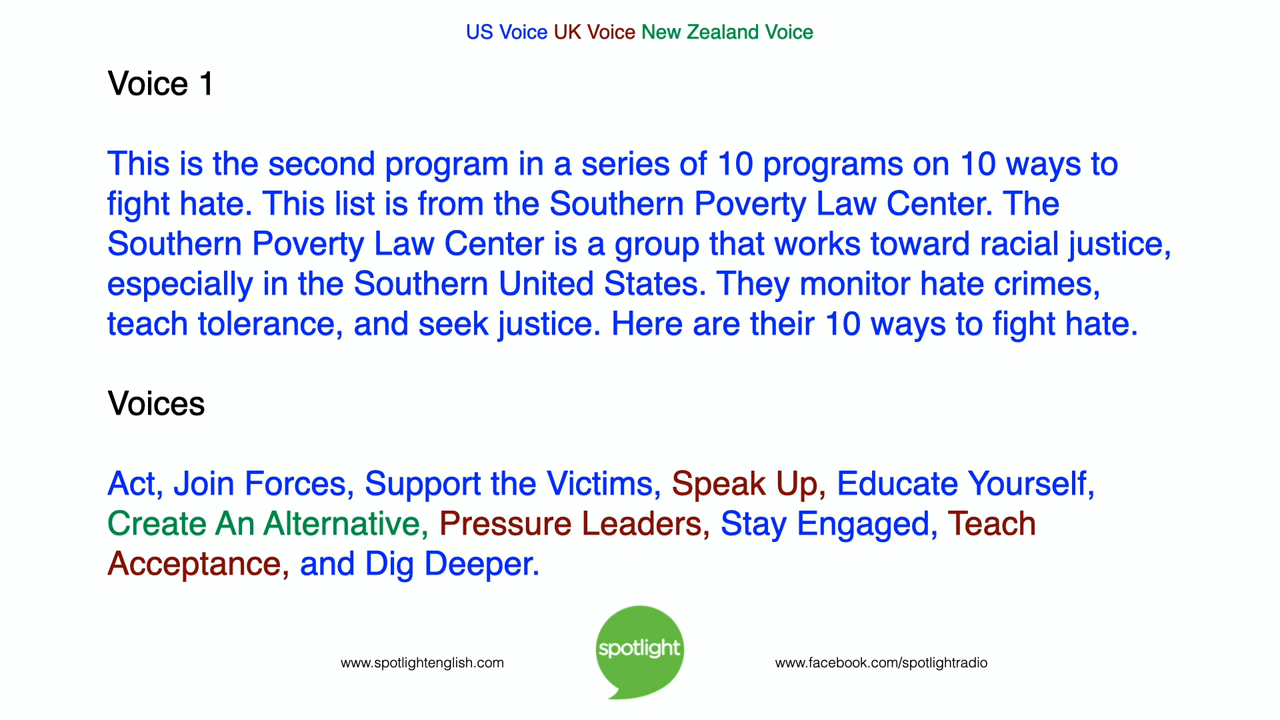 US Voice UK Voice New Zealand Voice
Voice 1
This is the second program in a series of 10 programs on 10 ways to
fight hate. This list is from the Southern Poverty Law Center. The
Southern Poverty Law Center is a group that works toward racial justice,
especially in the Southern United States. They monitor hate crimes,
teach tolerance, and seek justice. Here are their 10 ways to fight hate.
Voices
Act, Join Forces, Support the Victims, Speak Up, Educate Yourself,
Create An Alternative, Pressure Leaders, Stay Engaged, Teach
Acceptance, and Dig Deeper.
www.spotlightenglish.com
spotlight
www.facebook.com/spotlightradio